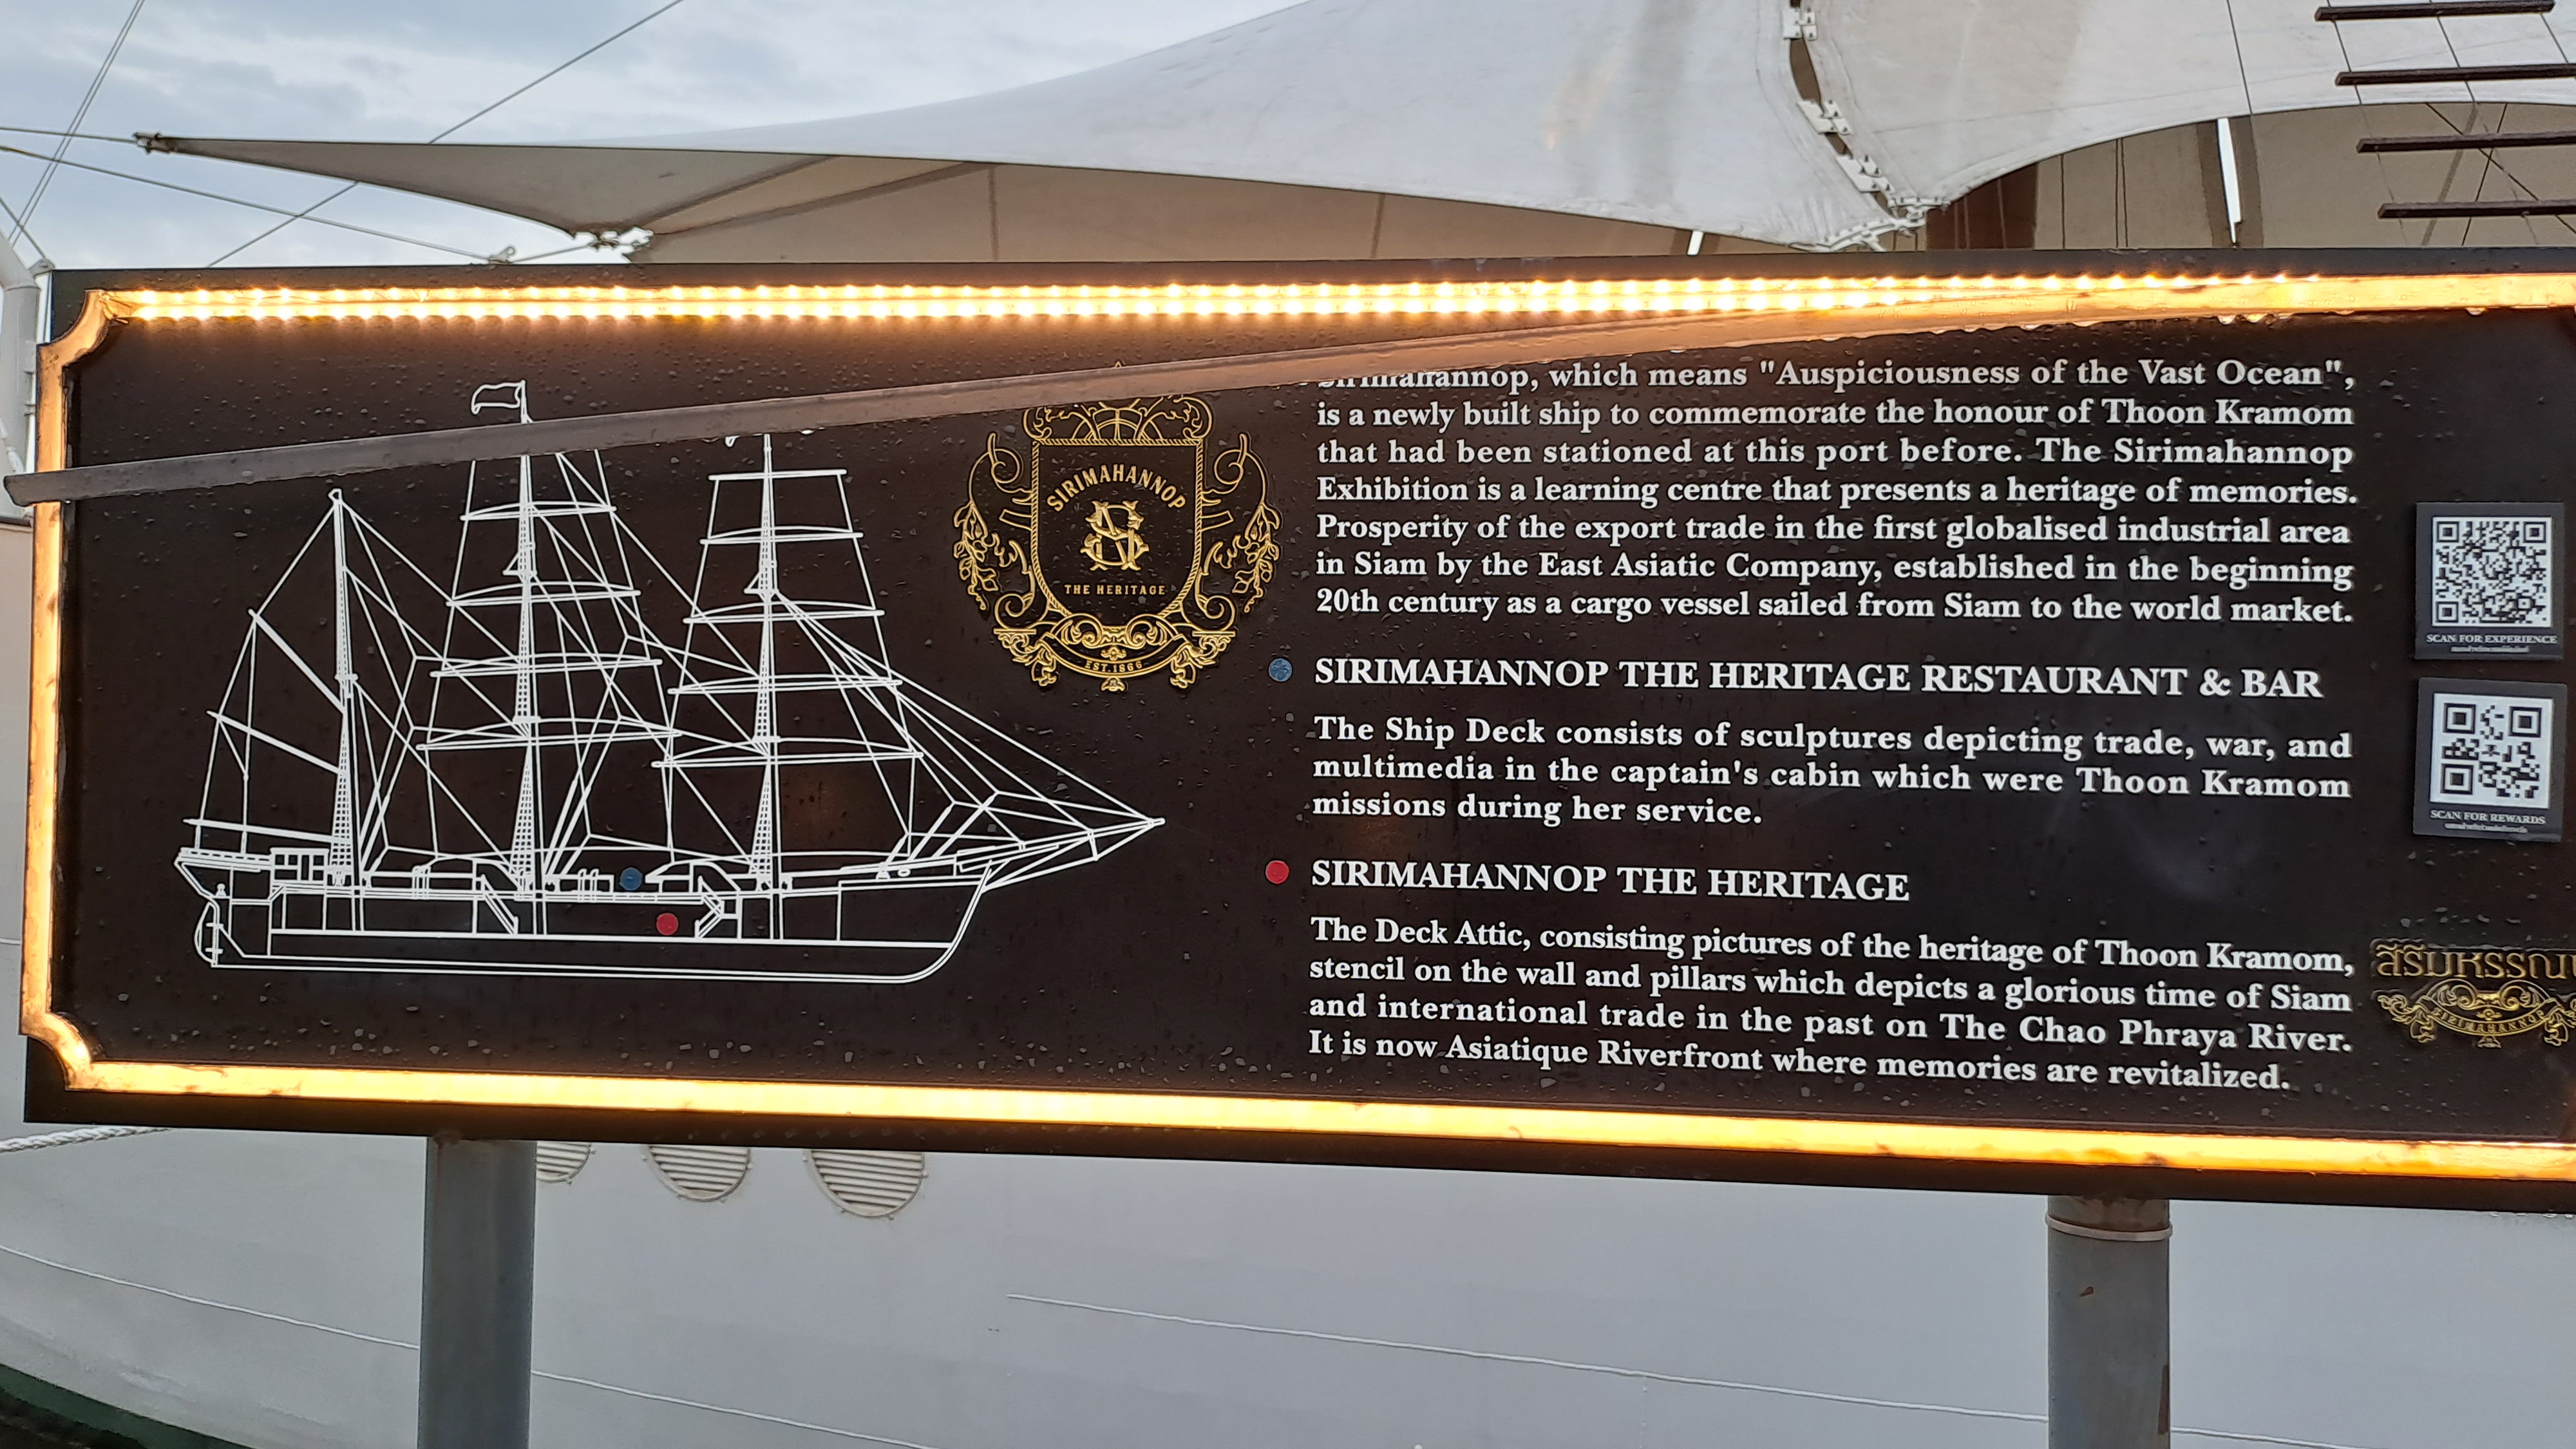 SIRIMAHANNOP
THE HERITAGE
EST.1866
Sirimahannop, which means "Auspiciousness of the Vast Ocean",
is a newly built ship to commemorate the honour of Thoon Kramom
that had been stationed at this port before. The Sirimahannop
Exhibition is a learning centre that presents a heritage of memories.
Prosperity of the export trade in the first globalised industrial area
in Siam by the East Asiatic Company, established in the beginning
20th century as a cargo vessel sailed from Siam to the world market.
SIRIMAHANNOP THE HERITAGE RESTAURANT & BAR
The Ship Deck consists of sculptures depicting trade, war, and
multimedia in the captain's cabin which were Thoon Kramom
missions during her service.
SIRIMAHANNOP THE HERITAGE
The Deck Attic, consisting pictures of the heritage of Thoon Kramom,
stencil on the wall and pillars which depicts a glorious time of Siam
and international trade in the past on The Chao Phraya River.
It is now Asiatique Riverfront where memories are revitalized.
SCAN FOR EXPERIENCE
SCAN FOR REWARDS
SIRIMAHANNOP